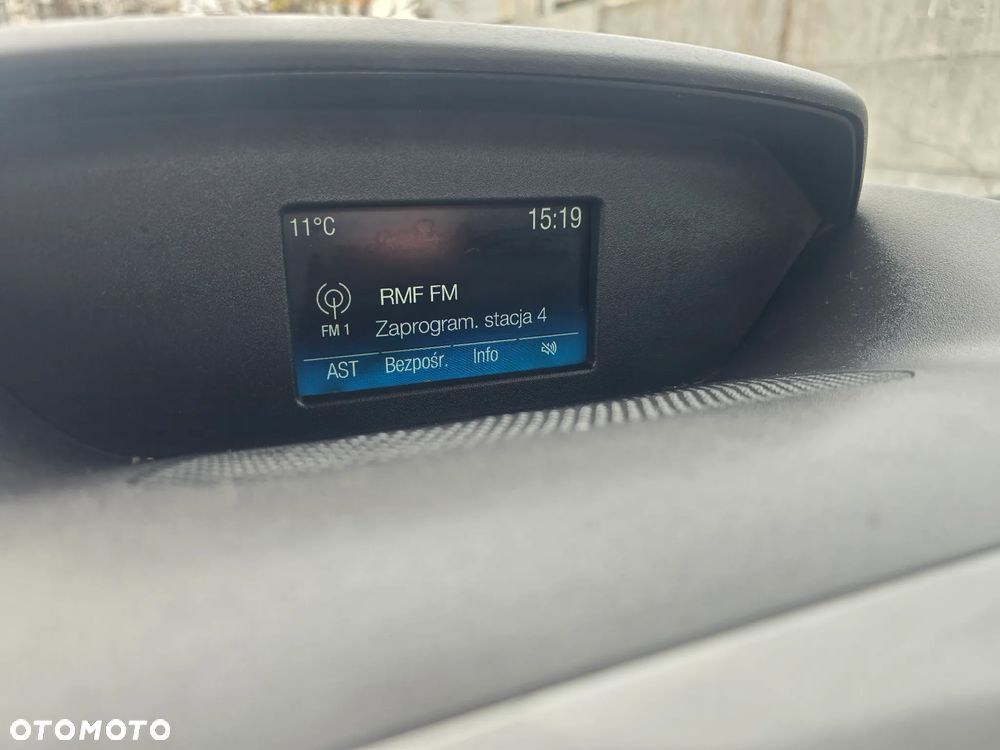 11°C 15:19
RMF FM
FM 1 Zaprogram. stacja 4
AST Bezpośr. Info
OTOMOTO